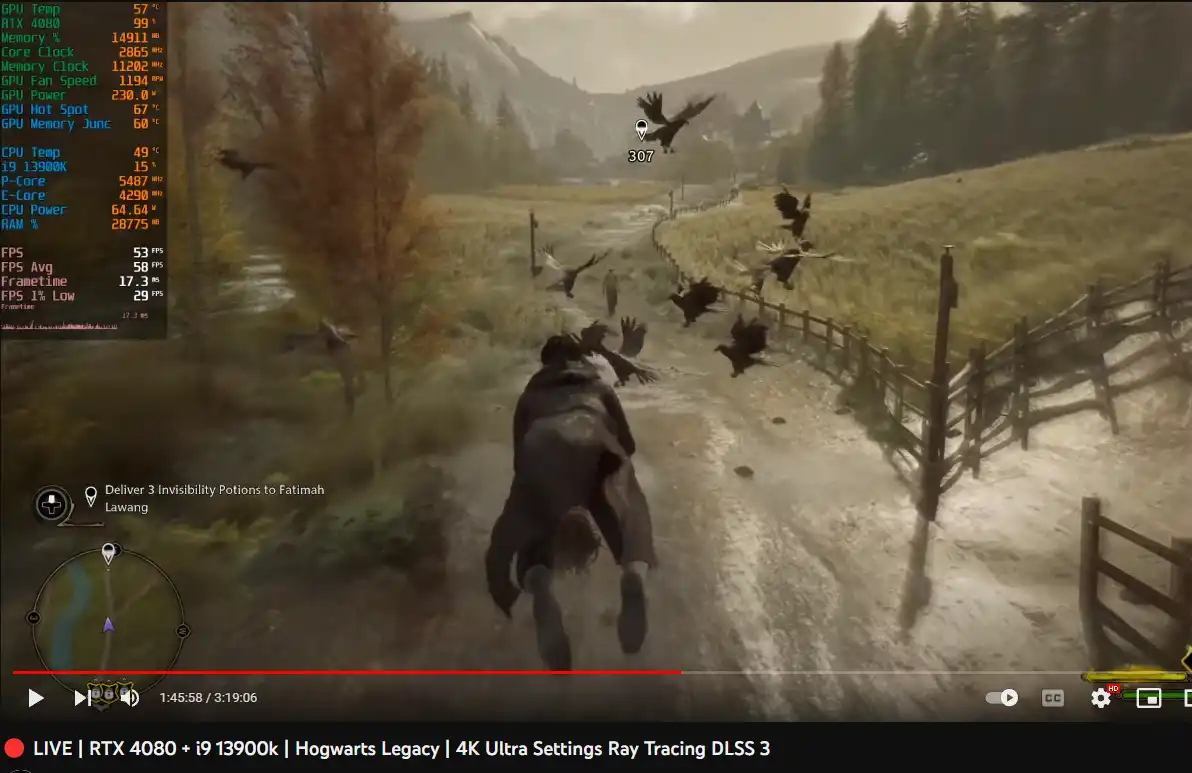 GPU Temp 57 °C
RTX 4080 99 %
Memory % 14911 MB
Core Clock 2865 MHz
Memory Clock 11202 MHz
GPU Fan Speed 1194 RPM
GPU Power 230.0 W
GPU Hot Spot 67 °C
GPU Memory Junc 60 °C
CPU Temp 49 °C
i9 13900K 15 %
P-Core 5487 MHz
E-Core 4290 MHz
CPU Power 64.64 W
RAM % 28775 MB
FPS 53 FPS
FPS Avg 58 FPS
Frametime 17.3 ms
FPS 1% Low 29 FPS
Frametime
17.3 ms
307
Deliver 3 Invisibility Potions to Fatimah
Lawang
1:45:58 / 3:19:06
CC
HD
LIVE | RTX 4080 + i9 13900k | Hogwarts Legacy | 4K Ultra Settings Ray Tracing DLSS 3